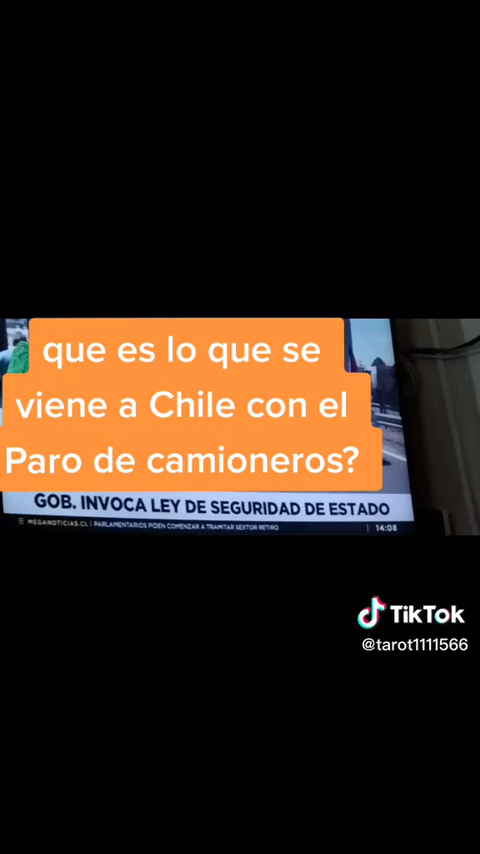 que es lo que se
viene a Chile con el
Paro de camioneros?
GOB. INVOCA LEY DE SEGURIDAD DE ESTADO
MEGANOTICIAS.CL | PARLAMENTARIOS PIDEN COMENZAR A TRAMITAR SEXTO RETIRO
14:08
TikTok
@tarot1111566